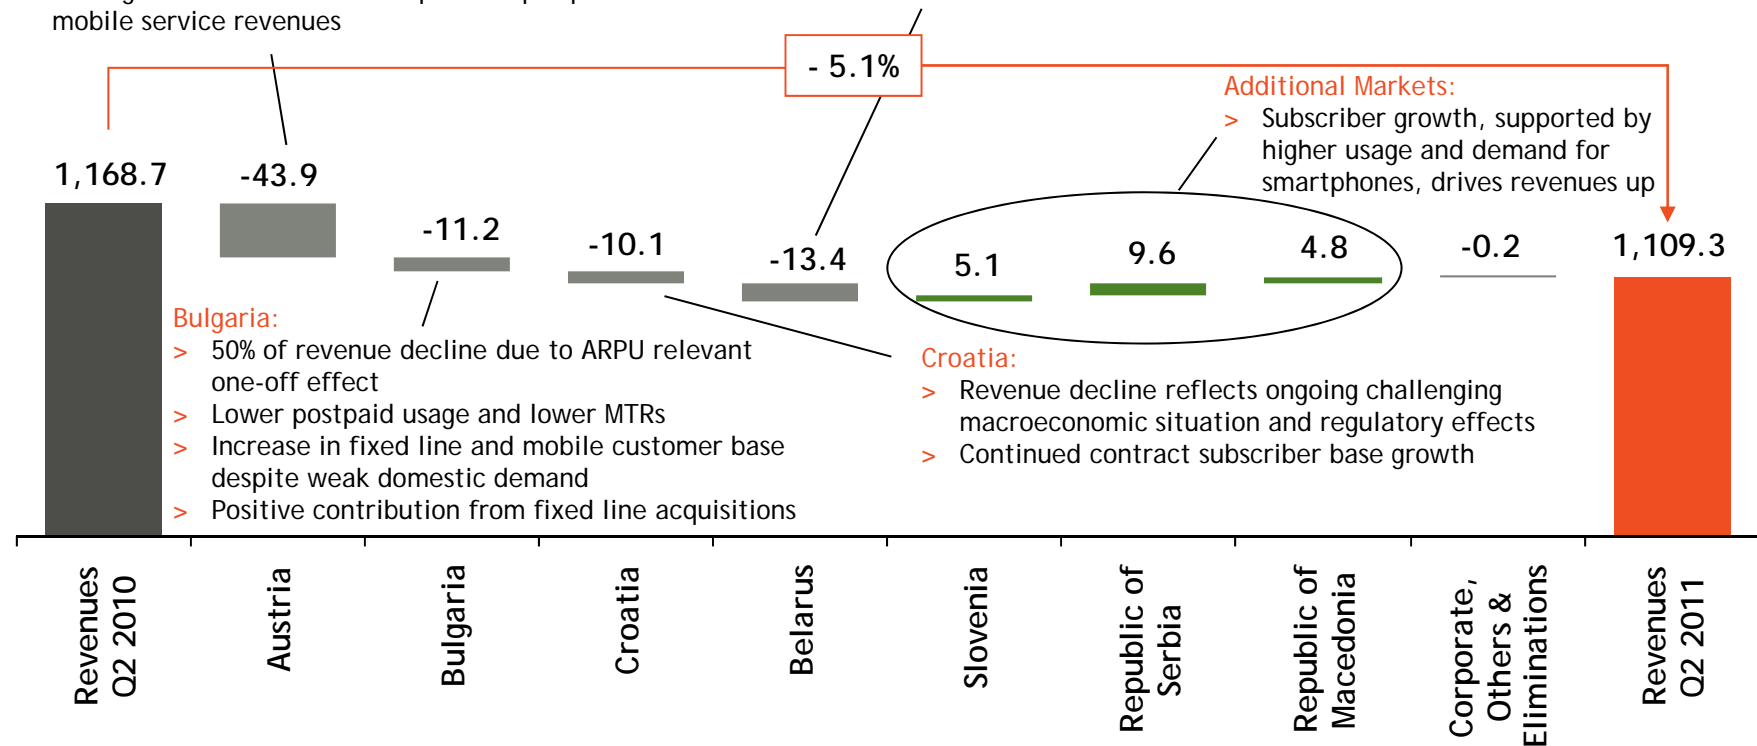 mobile service revenues
- 5.1%
Additional Markets:
> Subscriber growth, supported by
higher usage and demand for
smartphones, drives revenues up
1,168.7
-43.9
-11.2
-10.1
-13.4
5.1
9.6
4.8
-0.2
1,109.3
Bulgaria:
> 50% of revenue decline due to ARPU relevant
one-off effect
> Lower postpaid usage and lower MTRs
> Increase in fixed line and mobile customer base
despite weak domestic demand
> Positive contribution from fixed line acquisitions
Croatia:
> Revenue decline reflects ongoing challenging
macroeconomic situation and regulatory effects
> Continued contract subscriber base growth
Revenues
Q2 2010
Austria
Bulgaria
Croatia
Belarus
Slovenia
Republic of
Serbia
Republic of
Macedonia
Corporate,
Others &
Eliminations
Revenues
Q2 2011